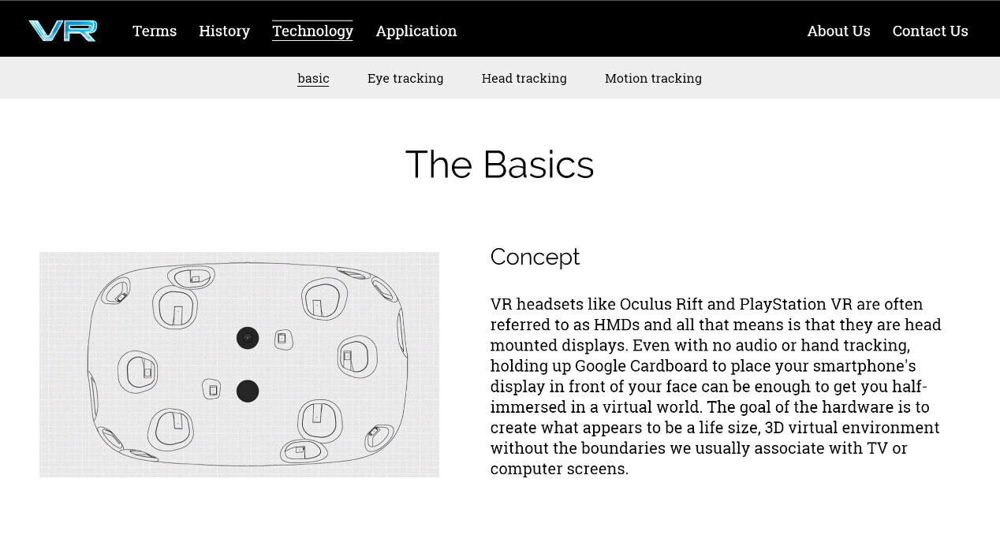 VR Terms History Technology Application About Us Contact Us
basic Eye tracking Head tracking Motion tracking
The Basics
Concept
VR headsets like Oculus Rift and PlayStation VR are often
referred to as HMDs and all that means is that they are head
mounted displays. Even with no audio or hand tracking,
holding up Google Cardboard to place your smartphone's
display in front of your face can be enough to get you half-
immersed in a virtual world. The goal of the hardware is to
create what appears to be a life size, 3D virtual environment
without the boundaries we usually associate with TV or
computer screens.